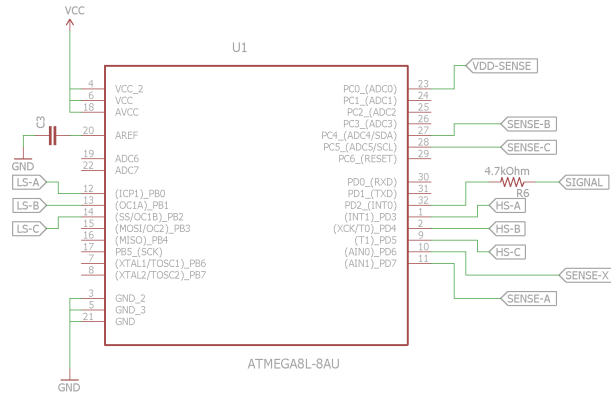 VCC
U1
4 VCC_2 PC0_(ADC0) 23 VDD-SENSE
6 VCC PC1_(ADC1) 24
18 AVCC PC2_(ADC2 25
PC3_(ADC3) 26
C3 20 AREF PC4_(ADC4/SDA) 27 SENSE-B
PC5_(ADC5/SCL) 28 SENSE-C
GND 19 ADC6 PC6_(RESET) 29
22 ADC7
4.7kOhm
PD0_(RXD) 30
LS-A 12 (ICP1)_PB0 PD1_(TXD) 31 R6 SIGNAL
LS-B 13 (OC1A)_PB1 PD2_(INT0) 32 HS-A
LS-C 14 (SS/OC1B)_PB2 (INT1)_PD3 1
15 (MOSI/OC2)_PB3 (XCK/T0)_PD4 2 HS-B
16 (MISO)_PB4 (T1)_PD5 9 HS-C
17 PB5_(SCK) (AIN0)_PD6 10
7 (XTAL1/TOSC1)_PB6 (AIN1)_PD7 11 SENSE-X
8 (XTAL2/TOSC2)_PB7
3 GND_2 SENSE-A
5 GND_3
21 GND
ATMEGA8L-8AU
GND